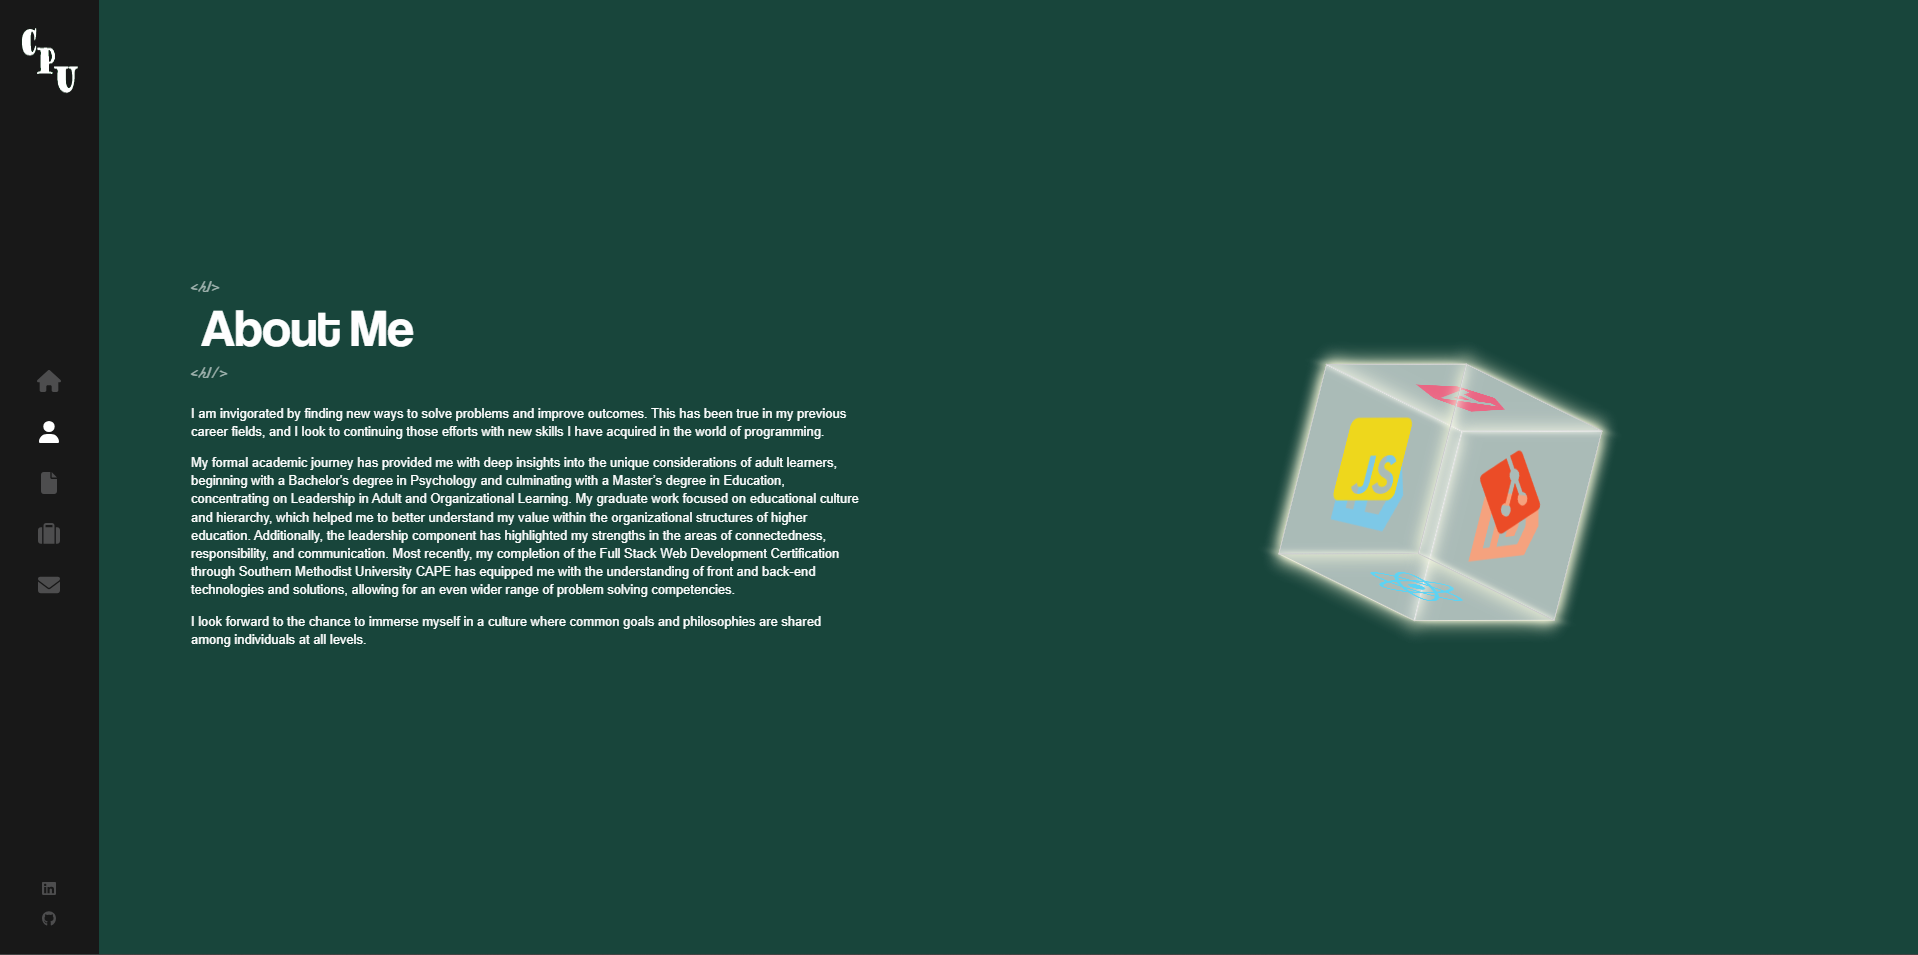 CPU
<h1>
About Me
<h1/>
I am invigorated by finding new ways to solve problems and improve outcomes. This has been true in my previous
career fields, and I look to continuing those efforts with new skills I have acquired in the world of programming.
My formal academic journey has provided me with deep insights into the unique considerations of adult learners,
beginning with a Bachelor’s degree in Psychology and culminating with a Master’s degree in Education,
concentrating on Leadership in Adult and Organizational Learning. My graduate work focused on educational culture
and hierarchy, which helped me to better understand my value within the organizational structures of higher
education. Additionally, the leadership component has highlighted my strengths in the areas of connectedness,
responsibility, and communication. Most recently, my completion of the Full Stack Web Development Certification
through Southern Methodist University CAPE has equipped me with the understanding of front and back-end
technologies and solutions, allowing for an even wider range of problem solving competencies.
I look forward to the chance to immerse myself in a culture where common goals and philosophies are shared
among individuals at all levels.
JS
in